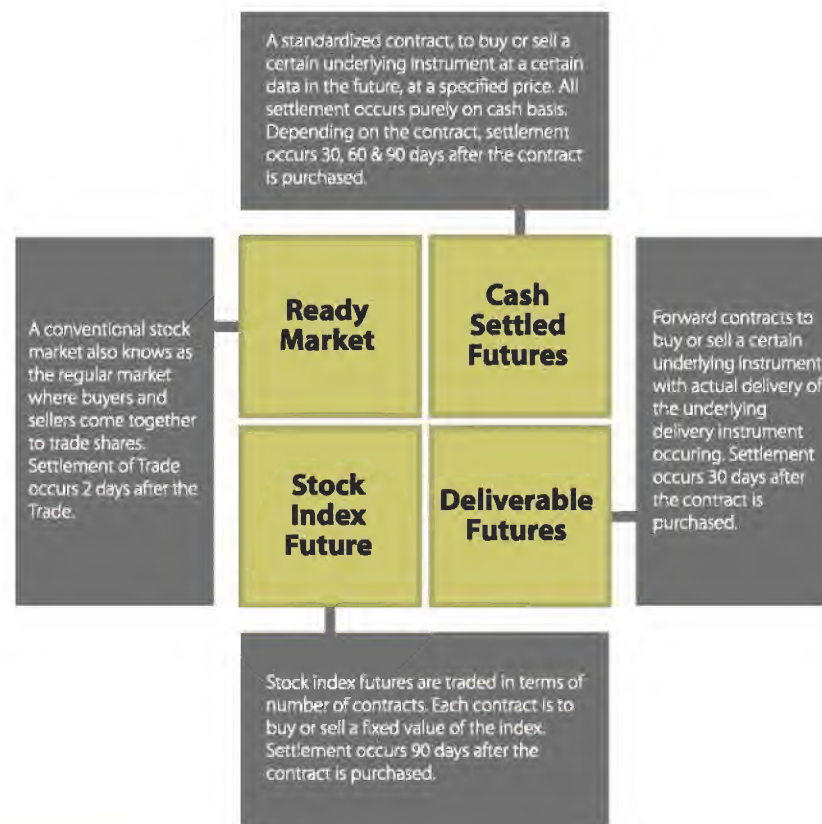 A standardized contract, to buy or sell a
certain underlying instrument at a certain
data in the future, at a specified price. All
settlement occurs purely on cash basis.
Depending on the contract, settlement
occurs 30, 60 & 90 days after the contract
is purchased.
Ready
Market
Cash
Settled
Futures
A conventional stock
market also knows as
the regular market
where buyers and
sellers come together
to trade shares.
Settlement of Trade
occurs 2 days after the
Trade.
Forward contracts to
buy or sell a certain
underlying instrument
with actual delivery of
the underlying
delivery instrument
occuring. Settlement
occurs 30 days after
the contract is
purchased.
Stock
Index
Future
Deliverable
Futures
Stock index futures are traded in terms of
number of contracts. Each contract is to
buy or sell a fixed value of the index.
Settlement occurs 90 days after the
contract is purchased.